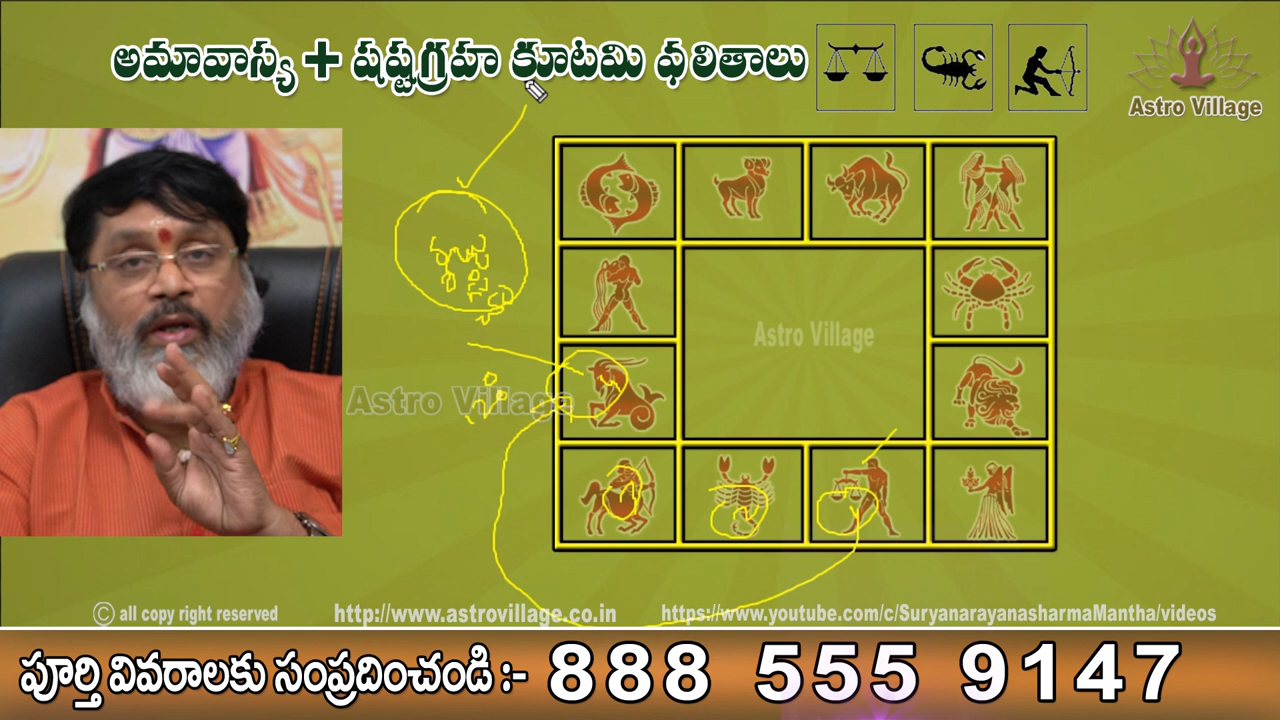 అమావాస్య + షష్టగ్రహ కూటమి ఫలితాలు
Astro Village
Astro Village
Astro Village
© all copy right reserved
http://www.astrovillage.co.in
https://www.youtube.com/c/SuryanarayanasharmaMantha/videos
పూర్తి వివరాలకు సంప్రదించండి :- 888 555 9147